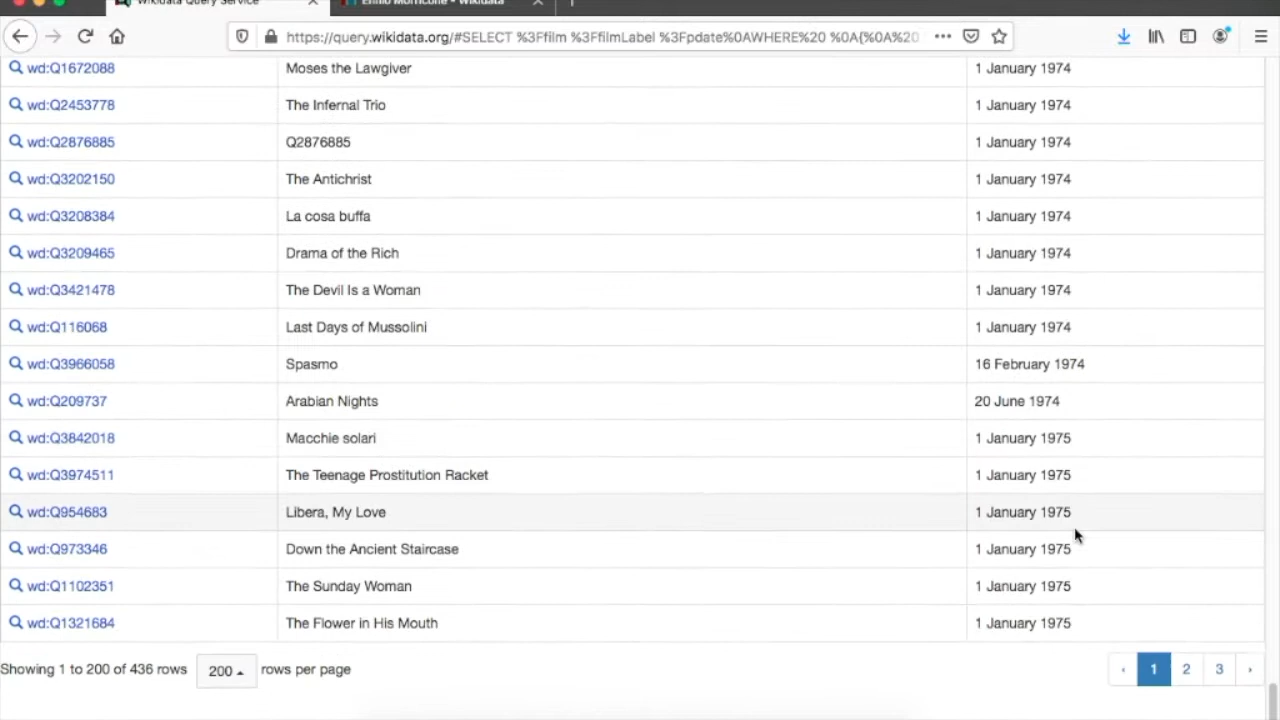 Wikidata Query Service
Ennio Morricone - Wikidata
https://query.wikidata.org/#SELECT %3Ffilm %3FfilmLabel %3Fpdate%0AWHERE%20 %0A{%0A%20
wd:Q1672088 Moses the Lawgiver 1 January 1974
wd:Q2453778 The Infernal Trio 1 January 1974
wd:Q2876885 Q2876885 1 January 1974
wd:Q3202150 The Antichrist 1 January 1974
wd:Q3208384 La cosa buffa 1 January 1974
wd:Q3209465 Drama of the Rich 1 January 1974
wd:Q3421478 The Devil Is a Woman 1 January 1974
wd:Q116068 Last Days of Mussolini 1 January 1974
wd:Q3966058 Spasmo 16 February 1974
wd:Q209737 Arabian Nights 20 June 1974
wd:Q3842018 Macchie solari 1 January 1975
wd:Q3974511 The Teenage Prostitution Racket 1 January 1975
wd:Q954683 Libera, My Love 1 January 1975
wd:Q973346 Down the Ancient Staircase 1 January 1975
wd:Q1102351 The Sunday Woman 1 January 1975
wd:Q1321684 The Flower in His Mouth 1 January 1975
Showing 1 to 200 of 436 rows 200 rows per page ‹ 1 2 3 ›